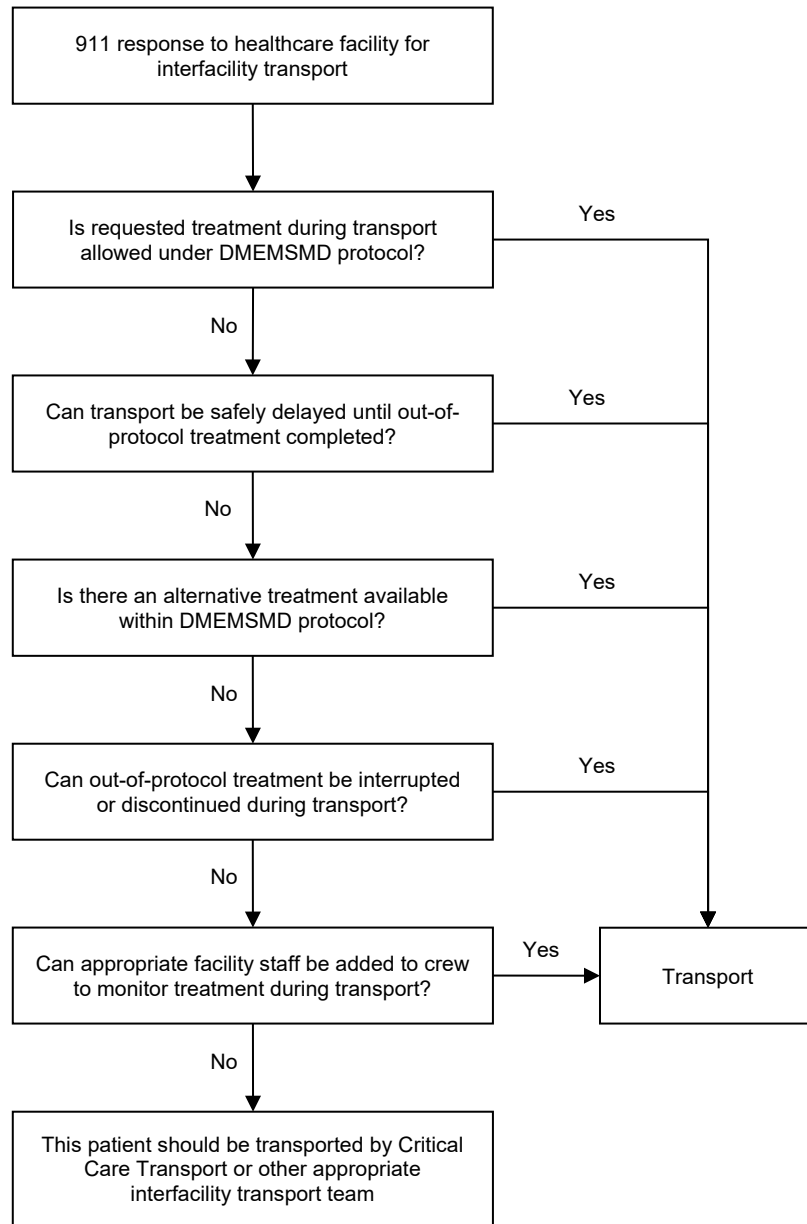 911 response to healthcare facility for
interfacility transport
Is requested treatment during transport
allowed under DMEMSMD protocol?
Yes
No
Can transport be safely delayed until out-of-
protocol treatment completed?
Yes
No
Is there an alternative treatment available
within DMEMSMD protocol?
Yes
No
Can out-of-protocol treatment be interrupted
or discontinued during transport?
Yes
No
Can appropriate facility staff be added to crew
to monitor treatment during transport?
Yes
Transport
No
This patient should be transported by Critical
Care Transport or other appropriate
interfacility transport team